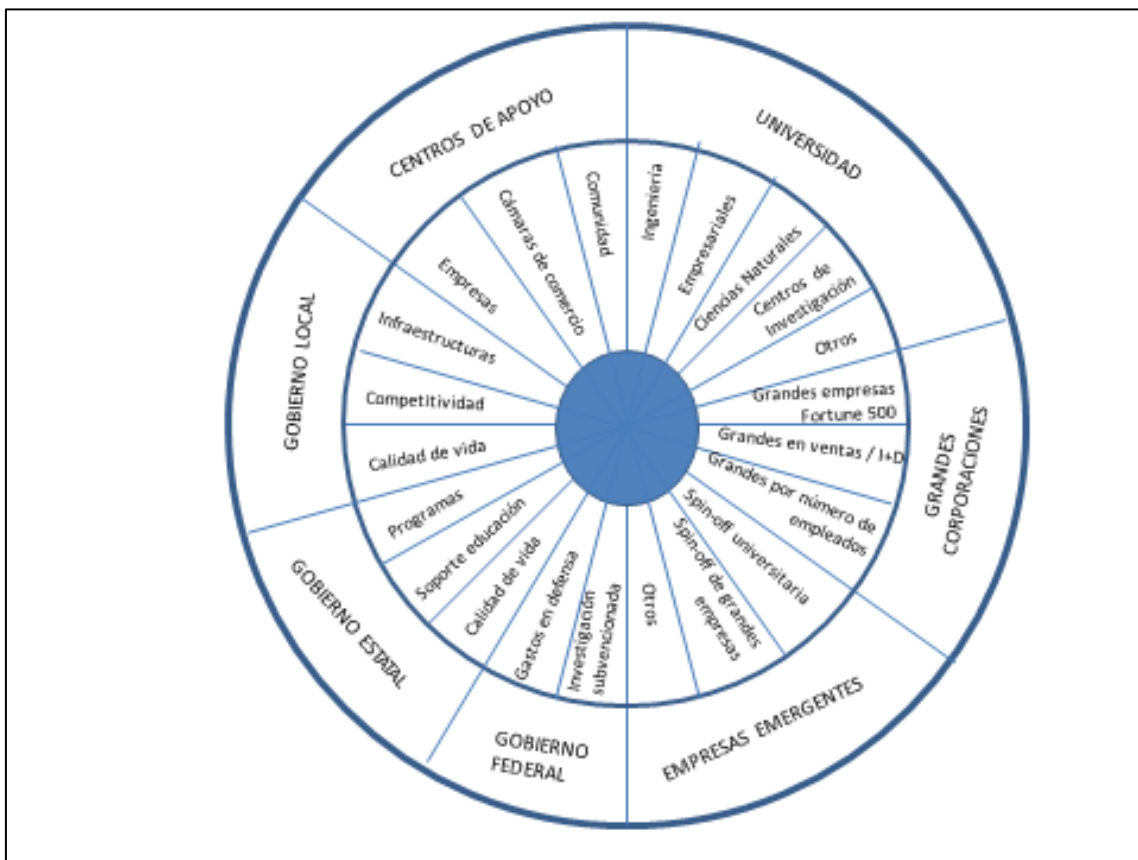 UNIVERSIDAD
Ingeniería
Empresariales
Ciencias Naturales
Centros de
Investigación
Otros
GRANDES
CORPORACIONES
Grandes empresas
Fortune 500
Grandes en ventas / I+D
Grandes por número de
empleados
EMPRESAS EMERGENTES
Spin-off universitaria
Spin-off de grandes
empresas
Otros
GOBIERNO
FEDERAL
Investigación
subvencionada
Gastos en defensa
GOBIERNO ESTATAL
Calidad de vida
Soporte educación
Programas
GOBIERNO LOCAL
Calidad de vida
Competitividad
Infraestructuras
CENTROS DE APOYO
Empresas
Cámaras de comercio
Comunidad